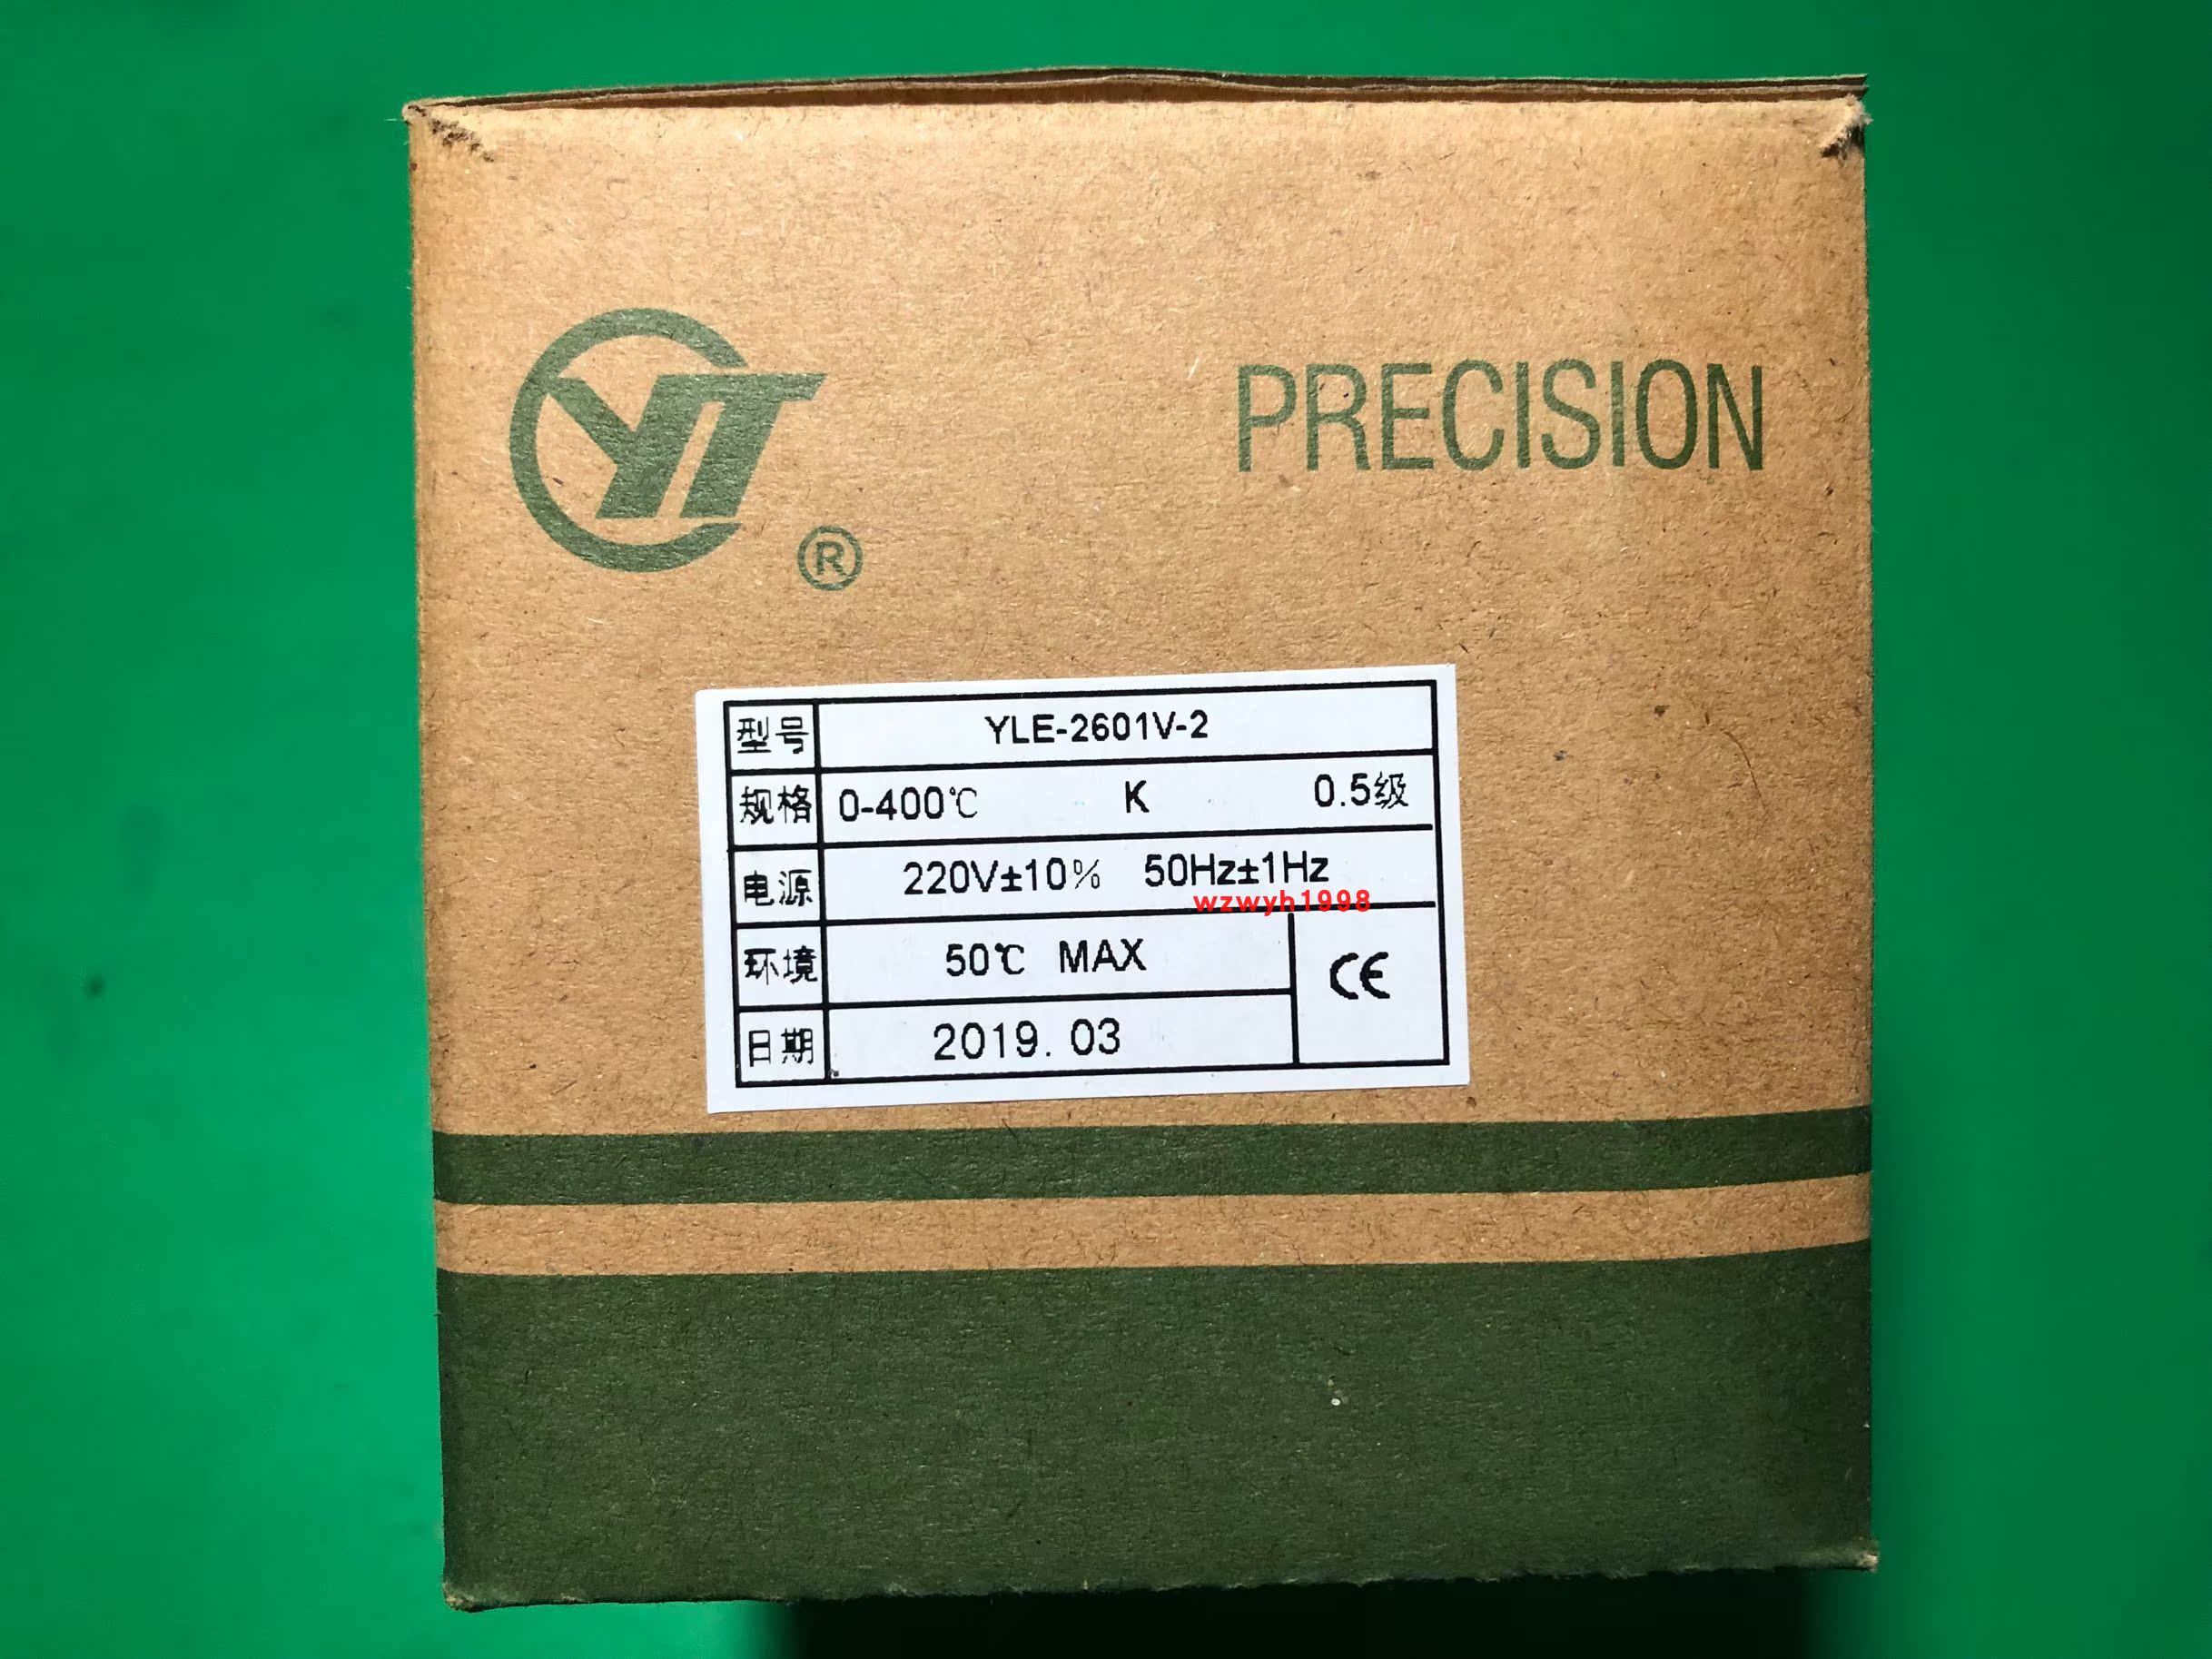 YT ®
PRECISION
型号 YLE-2601V-2
规格 0-400℃ K 0.5级
电源 220V±10% 50Hz±1Hz
wzwyh1998
环境 50℃ MAX
CE
日期 2019.03